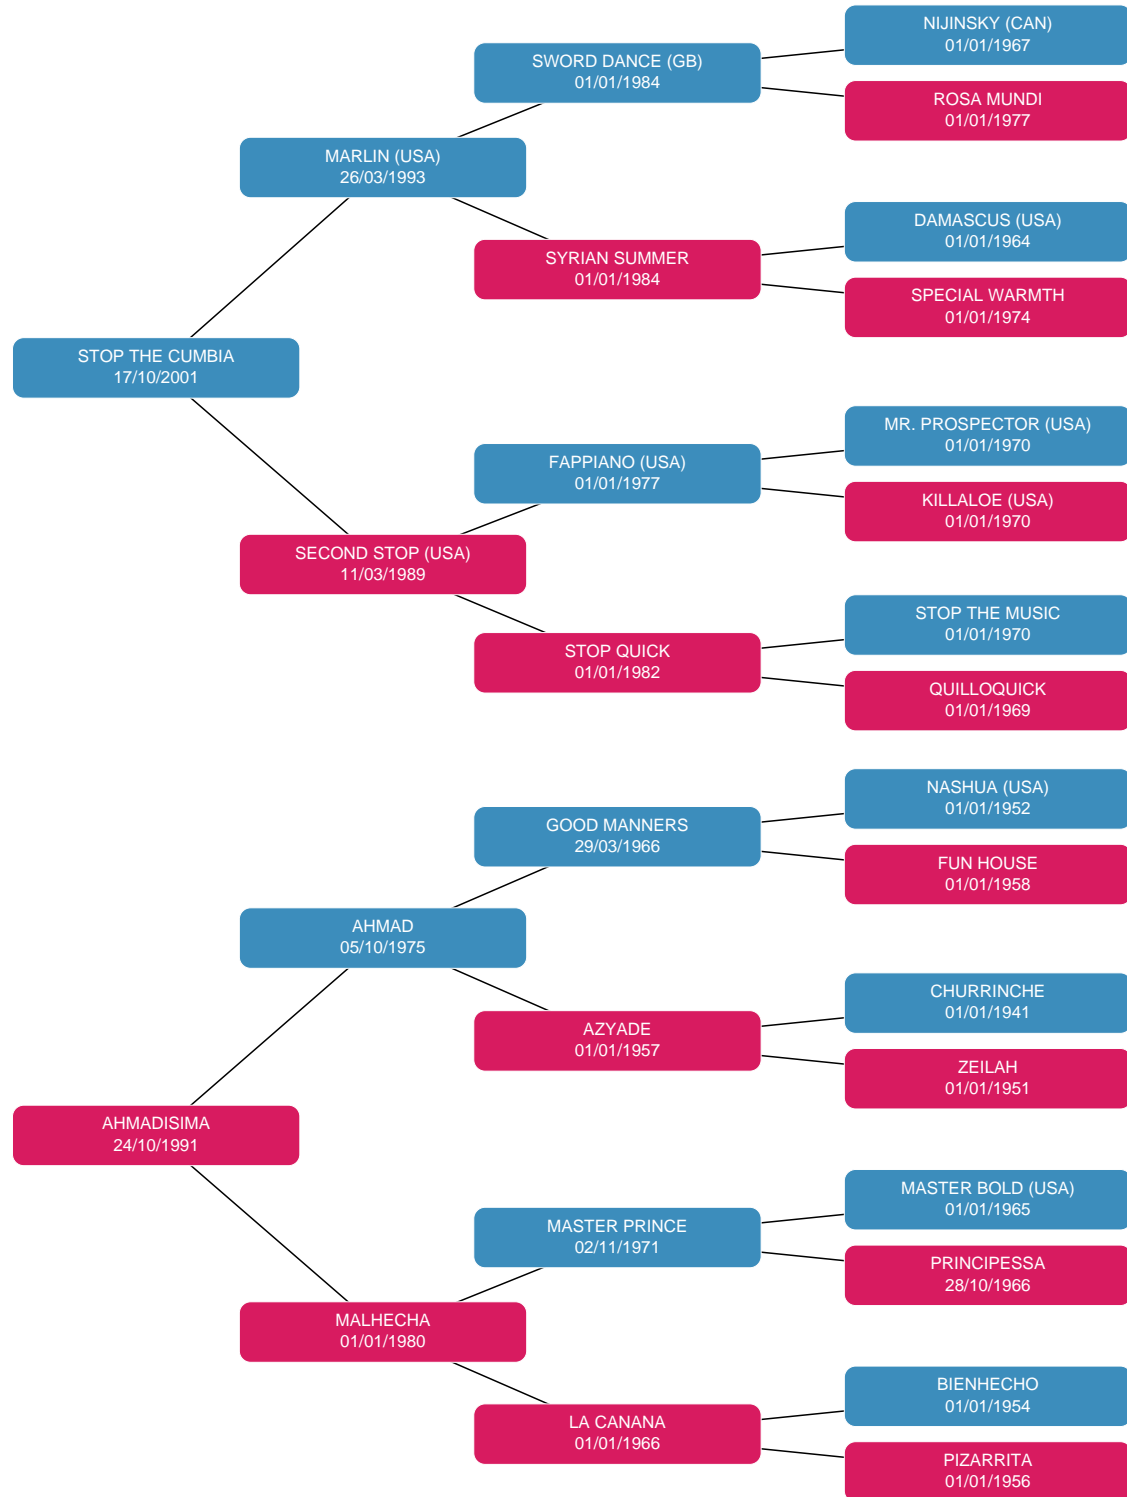 NIJINSKY (CAN)
01/01/1967
SWORD DANCE (GB)
01/01/1984
ROSA MUNDI
01/01/1977
MARLIN (USA)
26/03/1993
DAMASCUS (USA)
01/01/1964
SYRIAN SUMMER
01/01/1984
SPECIAL WARMTH
01/01/1974
STOP THE CUMBIA
17/10/2001
MR. PROSPECTOR (USA)
01/01/1970
FAPPIANO (USA)
01/01/1977
KILLALOE (USA)
01/01/1970
SECOND STOP (USA)
11/03/1989
STOP THE MUSIC
01/01/1970
STOP QUICK
01/01/1982
QUILLOQUICK
01/01/1969
NASHUA (USA)
01/01/1952
GOOD MANNERS
29/03/1966
FUN HOUSE
01/01/1958
AHMAD
05/10/1975
CHURRINCHE
01/01/1941
AZYADE
01/01/1957
ZEILAH
01/01/1951
AHMADISIMA
24/10/1991
MASTER BOLD (USA)
01/01/1965
MASTER PRINCE
02/11/1971
PRINCIPESSA
28/10/1966
MALHECHA
01/01/1980
BIENHECHO
01/01/1954
LA CANANA
01/01/1966
PIZARRITA
01/01/1956